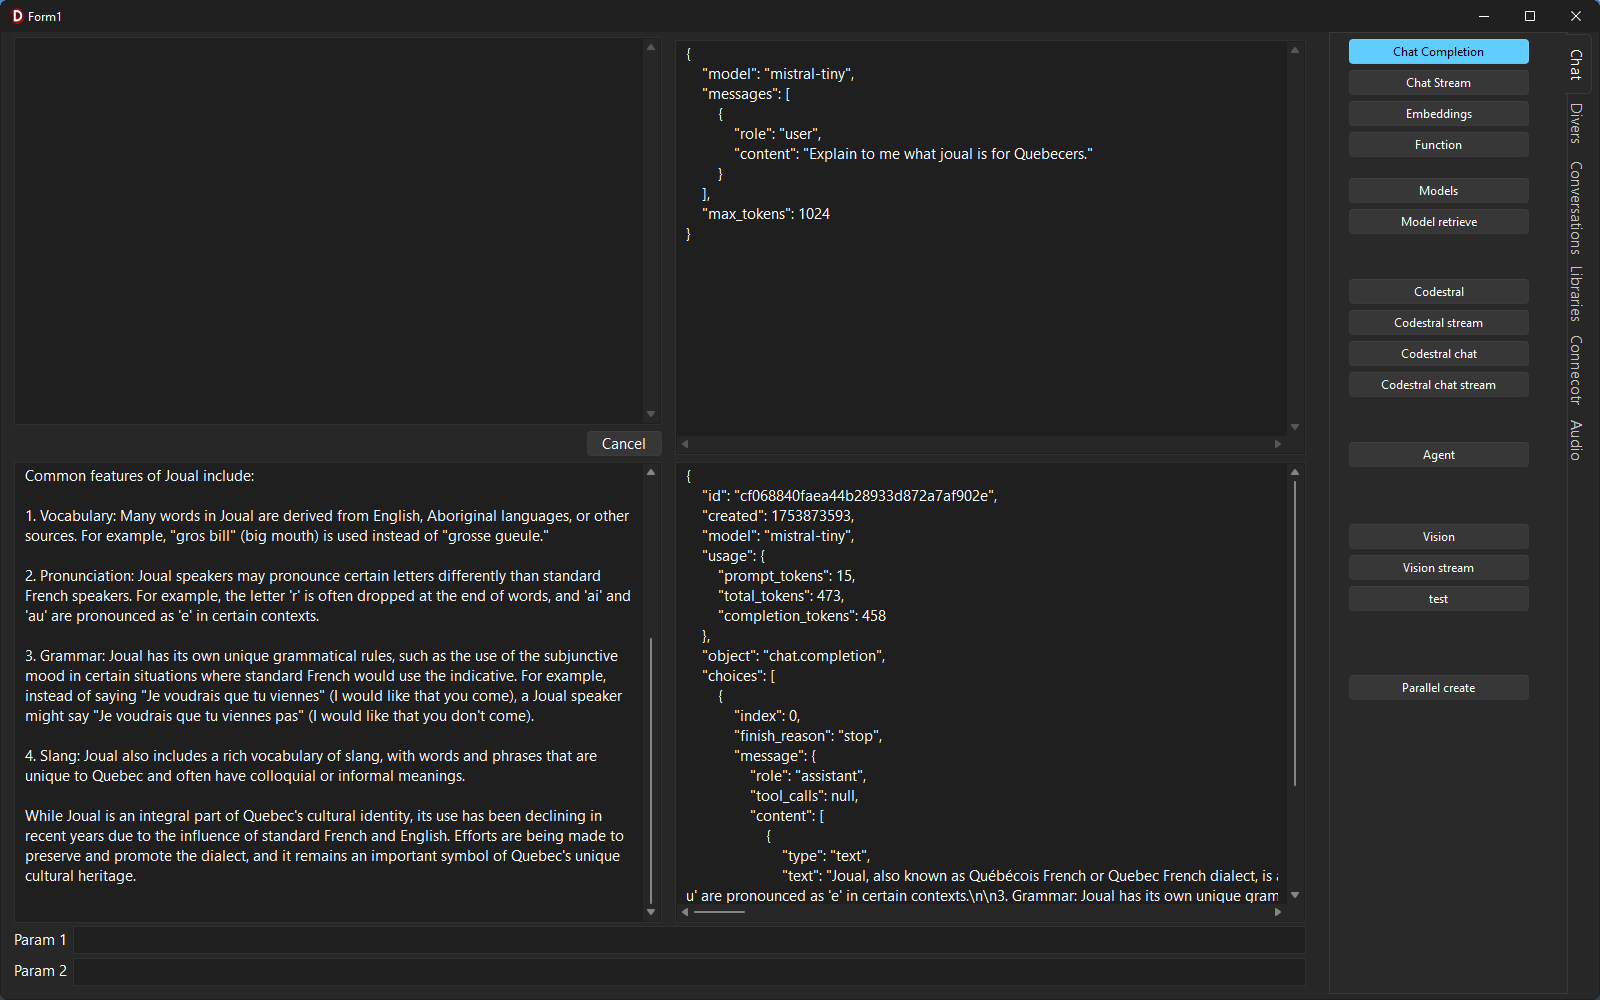 D Form1
{
"model": "mistral-tiny",
"messages": [
{
"role": "user",
"content": "Explain to me what joual is for Quebecers."
}
],
"max_tokens": 1024
}
Cancel
Common features of Joual include:
1. Vocabulary: Many words in Joual are derived from English, Aboriginal languages, or other
sources. For example, "gros bill" (big mouth) is used instead of "grosse gueule."
2. Pronunciation: Joual speakers may pronounce certain letters differently than standard
French speakers. For example, the letter 'r' is often dropped at the end of words, and 'ai' and
'au' are pronounced as 'e' in certain contexts.
3. Grammar: Joual has its own unique grammatical rules, such as the use of the subjunctive
mood in certain situations where standard French would use the indicative. For example,
instead of saying "Je voudrais que tu viennes" (I would like that you come), a Joual speaker
might say "Je voudrais que tu viennes pas" (I would like that you don't come).
4. Slang: Joual also includes a rich vocabulary of slang, with words and phrases that are
unique to Quebec and often have colloquial or informal meanings.
While Joual is an integral part of Quebec's cultural identity, its use has been declining in
recent years due to the influence of standard French and English. Efforts are being made to
preserve and promote the dialect, and it remains an important symbol of Quebec's unique
cultural heritage.
{
"id": "cf068840faea44b28933d872a7af902e",
"created": 1753873593,
"model": "mistral-tiny",
"usage": {
"prompt_tokens": 15,
"total_tokens": 473,
"completion_tokens": 458
},
"object": "chat.completion",
"choices": [
{
"index": 0,
"finish_reason": "stop",
"message": {
"role": "assistant",
"tool_calls": null,
"content": [
{
"type": "text",
"text": "Joual, also known as Québécois French or Quebec French dialect, is
u' are pronounced as 'e' in certain contexts.\n\n3. Grammar: Joual has its own unique gram
Param 1
Param 2
Chat Completion
Chat Stream
Embeddings
Function
Models
Model retrieve
Codestral
Codestral stream
Codestral chat
Codestral chat stream
Agent
Vision
Vision stream
test
Parallel create
Chat
Divers
Conversations
Libraries
Connecotr
Audio